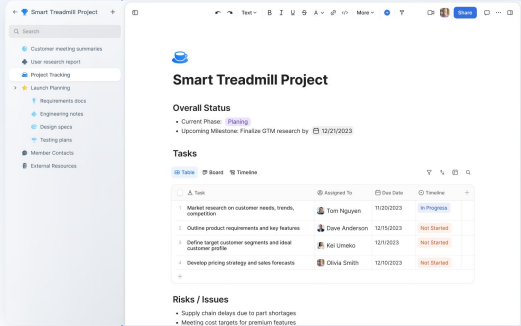 Smart Treadmill Project
Search
Customer meeting summaries
User research report
Project Tracking
Launch Planning
Requirements docs
Engineering notes
Design specs
Testing plans
Member Contacts
External Resources
Text B I U S A </> More Share
Smart Treadmill Project
Overall Status
• Current Phase: Planing
• Upcoming Milestone: Finalize GTM research by 12/21/2023
Tasks
Table Board Timeline
Task Assigned To Due Date Timeline
1 Market research on customer needs, trends, competition Tom Nguyen 11/20/2023 In Progress
2 Outline product requirements and key features Dave Anderson 12/15/2023 Not Started
3 Define target customer segments and ideal customer profile Kei Umeko 12/1/2023 Not Started
4 Develop pricing strategy and sales forecasts Olivia Smith 12/10/2023 Not Started
Risks / Issues
• Supply chain delays due to part shortages
• Meeting cost targets for premium features